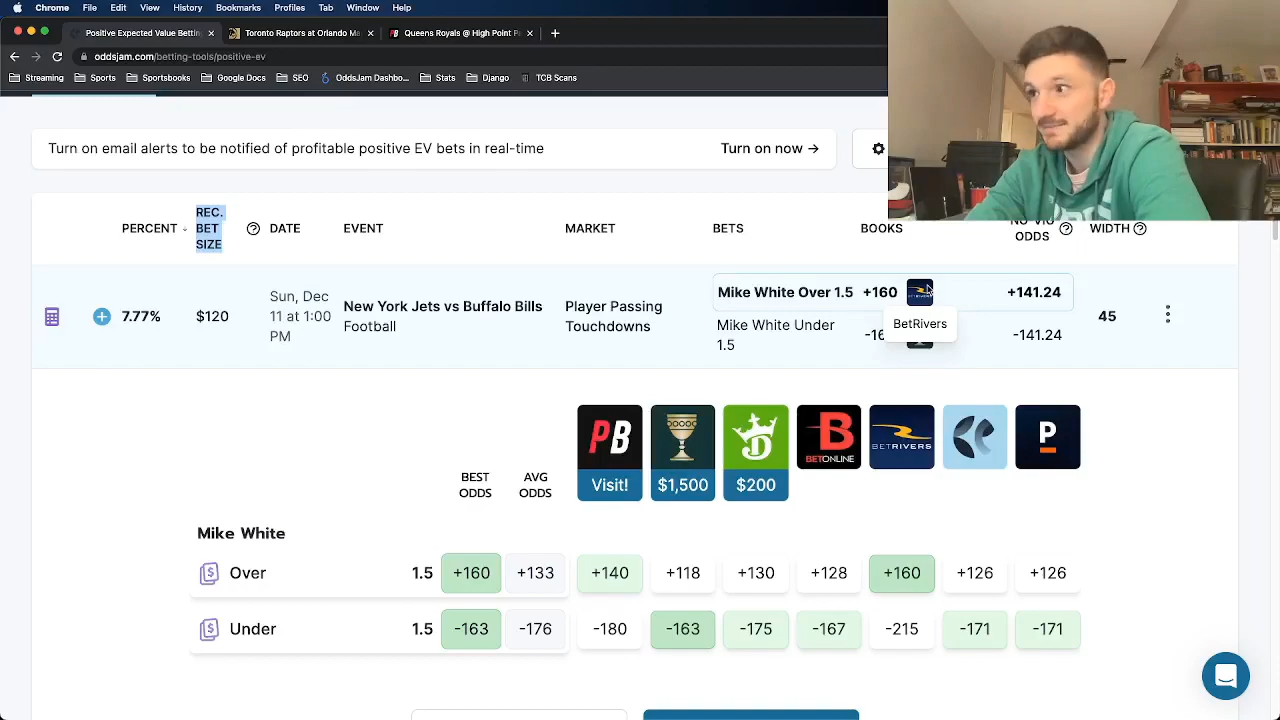 Chrome File Edit View History Bookmarks Profiles Tab Window Help
Positive Expected Value Bettin × Toronto Raptors at Orlando × Queens Royale @ High Point Pa × +
oddsjam.com/betting-tools/positive-ev
Streaming Sports Sportsbooks Google Docs SEO OddsJam Dashbo... Stats Django TCB Scans
Turn on email alerts to be notified of profitable positive EV bets in real-time Turn on now →
PERCENT REC. BET SIZE DATE EVENT MARKET BETS BOOKS ODDS WIDTH
7.77% $120 Sun, Dec 11 at 1:00 PM New York Jets vs Buffalo Bills Football Player Passing Touchdowns
Mike White Over 1.5 +160 BETRIVERS +141.24
Mike White Under 1.5 -141.24
45
BetRivers
PB B BETONLINE BETRIVERS P
Visit! $1,500 $200
BEST ODDS AVG ODDS
Mike White
Over 1.5 +160 +133 +140 +118 +130 +128 +160 +126 +126
Under 1.5 -163 -176 -180 -163 -175 -167 -215 -171 -171